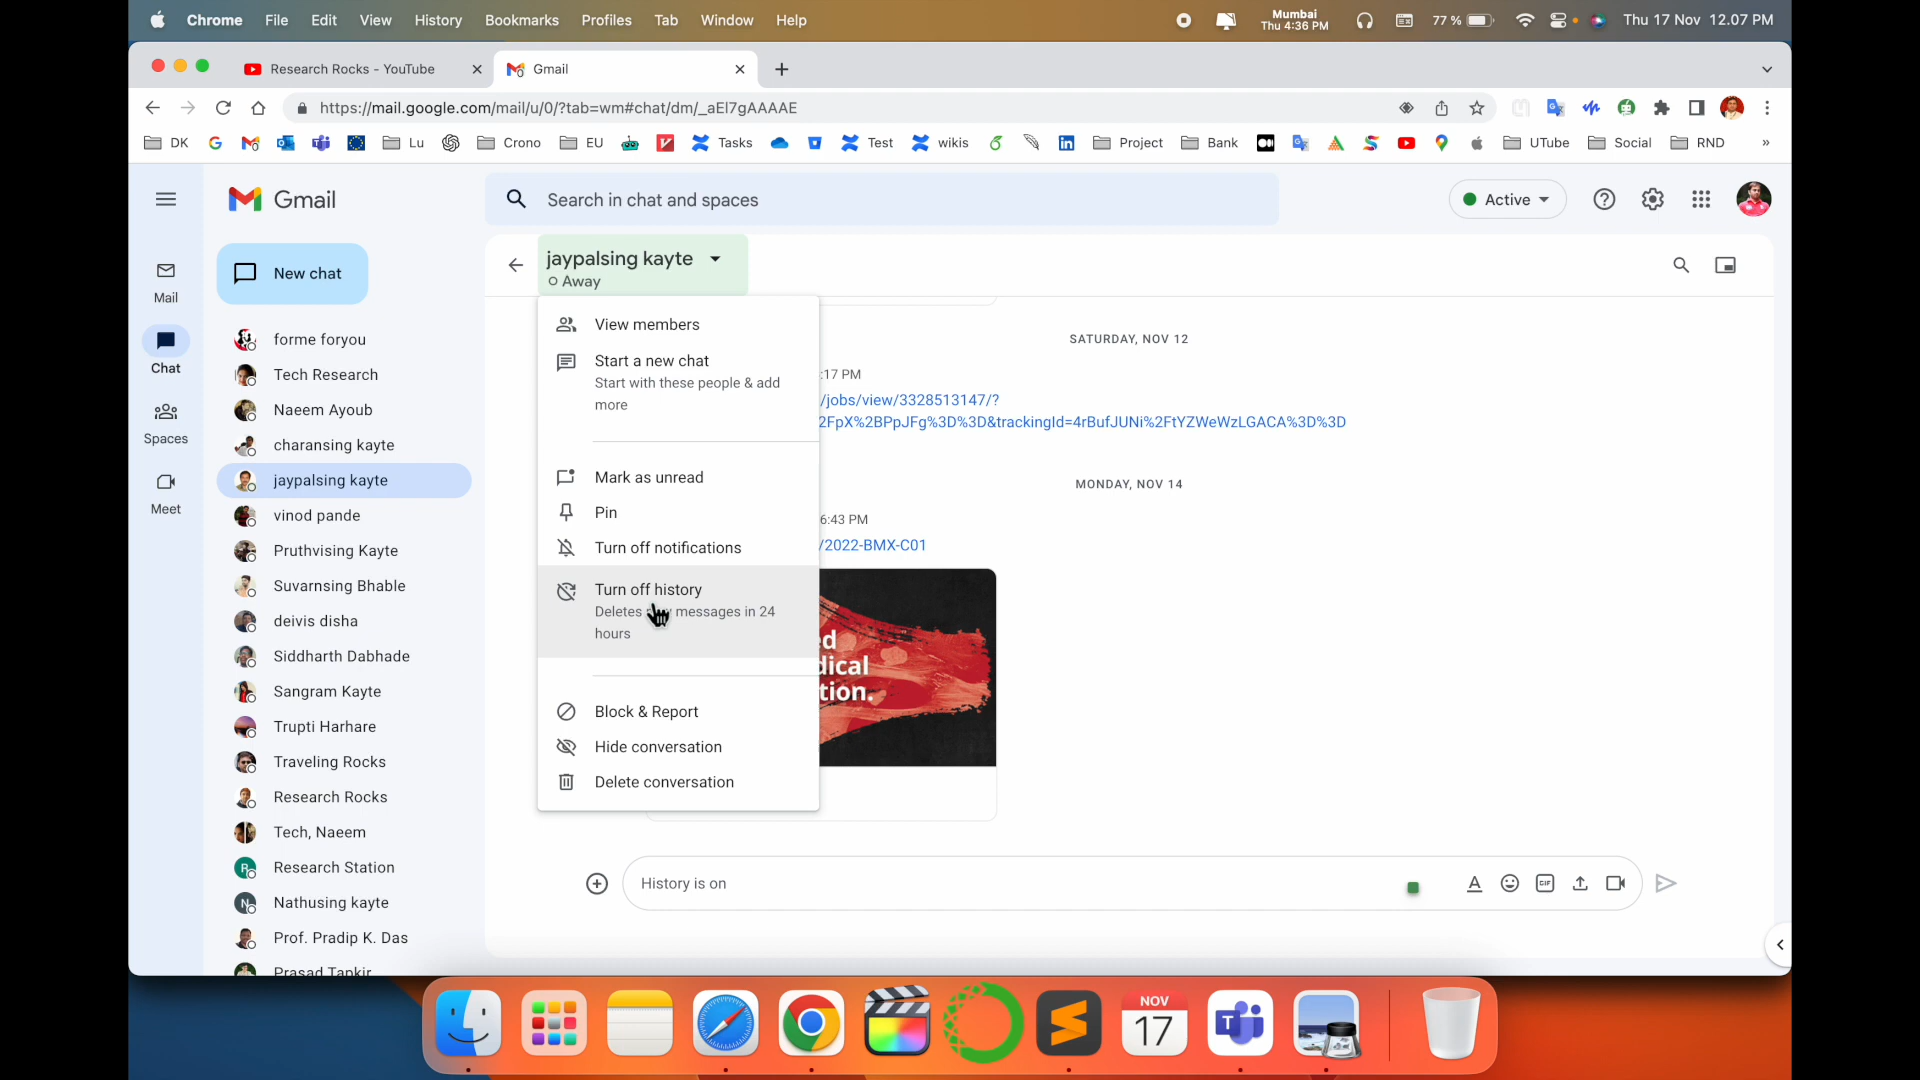 Chrome File Edit View History Bookmarks Profiles Tab Window Help Mumbai Thu 4:36 PM 77 % Thu 17 Nov 12.07 PM
Research Rocks - YouTube Gmail
https://mail.google.com/mail/u/0/?tab=wm#chat/dm/_aEl7gAAAAE
DK Lu Crono EU Tasks Test wikis Project Bank UTube Social RND »
Gmail Search in chat and spaces Active
New chat
jaypalsing kayte
Away
Mail
Chat
Spaces
Meet
forme foryou
Tech Research
Naeem Ayoub
charansing kayte
jaypalsing kayte
vinod pande
Pruthvising Kayte
Suvarnsing Bhable
deivis disha
Siddharth Dabhade
Sangram Kayte
Trupti Harhare
Traveling Rocks
Research Rocks
Tech, Naeem
Research Station
Nathusing kayte
Prof. Pradip K. Das
Prasad Tapkir
View members
Start a new chat
Start with these people & add
more
Mark as unread
Pin
Turn off notifications
Turn off history
Deletes messages in 24
hours
Block & Report
Hide conversation
Delete conversation
SATURDAY, NOV 12
:17 PM
/jobs/view/3328513147/?
2FpX%2BPpJFg%3D%3D&trackingId=4rBufJUNi%2FtYZWeWzLGACA%3D%3D
MONDAY, NOV 14
6:43 PM
/2022-BMX-C01
ed
dical
tion.
History is on
GIF
NOV
17